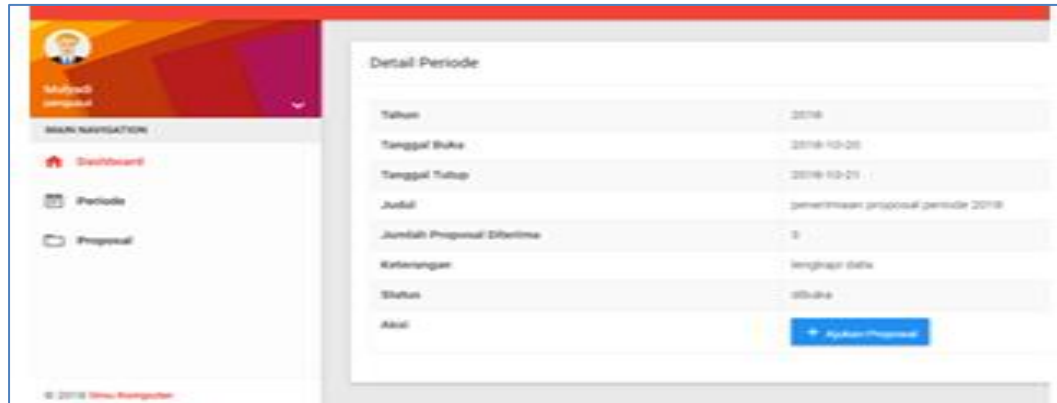 Mulyadi
pengusul
MAIN NAVIGATION
Dashboard
Periode
Proposal
© 2018 Ilmu Komputer
Detail Periode
Tahun 2018
Tanggal Buka 2018-10-20
Tanggal Tutup 2018-10-21
Judul penerimaan proposal periode 2018
Jumlah Proposal Diterima
Keterangan lengkapi data
Status dibuka
Aksi + Ajukan Proposal